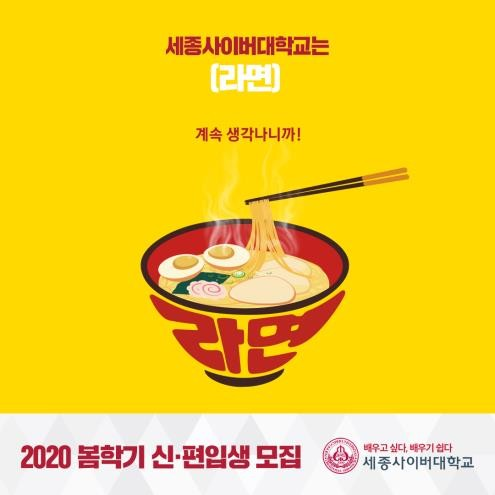 세종사이버대학교는
(라면)
계속 생각나니까!
라면
2020 봄학기 신·편입생 모집
배우고 싶다, 배우기 쉽다
세종사이버대학교